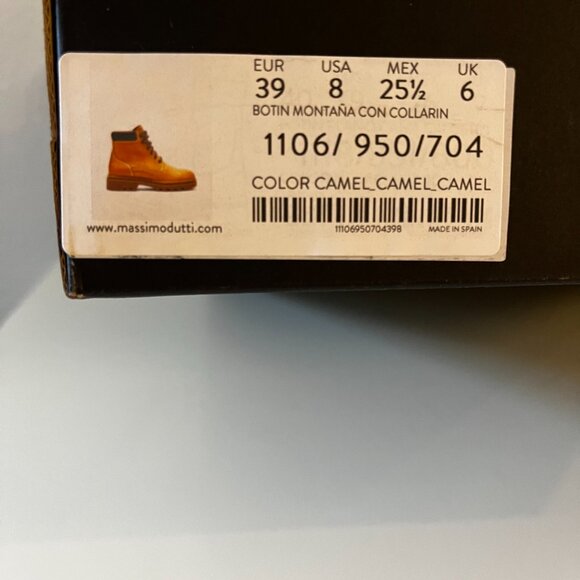 EUR USA MEX UK
39 8 25½ 6
BOTIN MONTAÑA CON COLLARIN
1106/ 950/704
COLOR CAMEL_CAMEL_CAMEL
www.massimodutti.com 11106950704398 MADE IN SPAIN